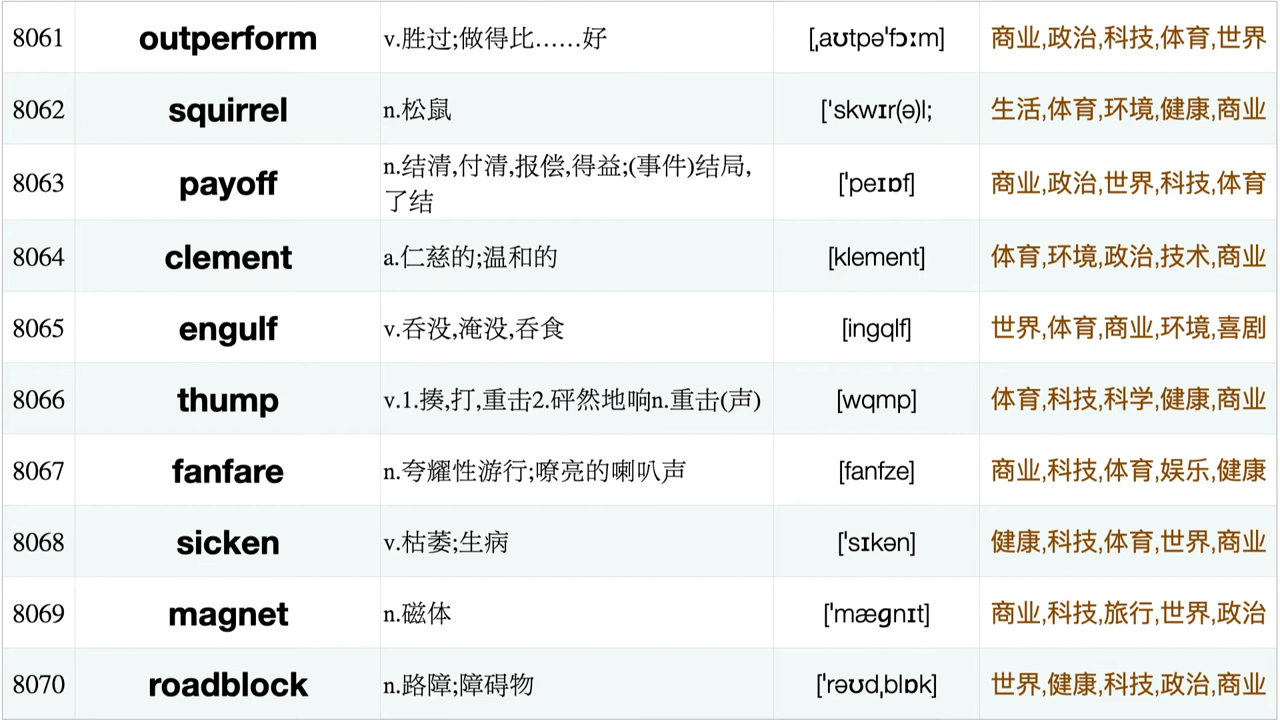 8061 outperform v.胜过;做得比……好 [ˌaʊtpəˈfɔːm] 商业,政治,科技,体育,世界
8062 squirrel n.松鼠 [ˈskwɪr(ə)l; 生活,体育,环境,健康,商业
8063 payoff n.结清,付清,报偿,得益;(事件)结局,
了结 [ˈpeɪɒf] 商业,政治,世界,科技,体育
8064 clement a.仁慈的;温和的 [klement] 体育,环境,政治,技术,商业
8065 engulf v.吞没,淹没,吞食 [ingqlf] 世界,体育,商业,环境,喜剧
8066 thump v.1.揍,打,重击2.砰然地响n.重击(声) [wqmp] 体育,科技,科学,健康,商业
8067 fanfare n.夸耀性游行;嘹亮的喇叭声 [fanfze] 商业,科技,体育,娱乐,健康
8068 sicken v.枯萎;生病 [ˈsɪkən] 健康,科技,体育,世界,商业
8069 magnet n.磁体 [ˈmæɡnɪt] 商业,科技,旅行,世界,政治
8070 roadblock n.路障;障碍物 [ˈrəʊdˌblɒk] 世界,健康,科技,政治,商业